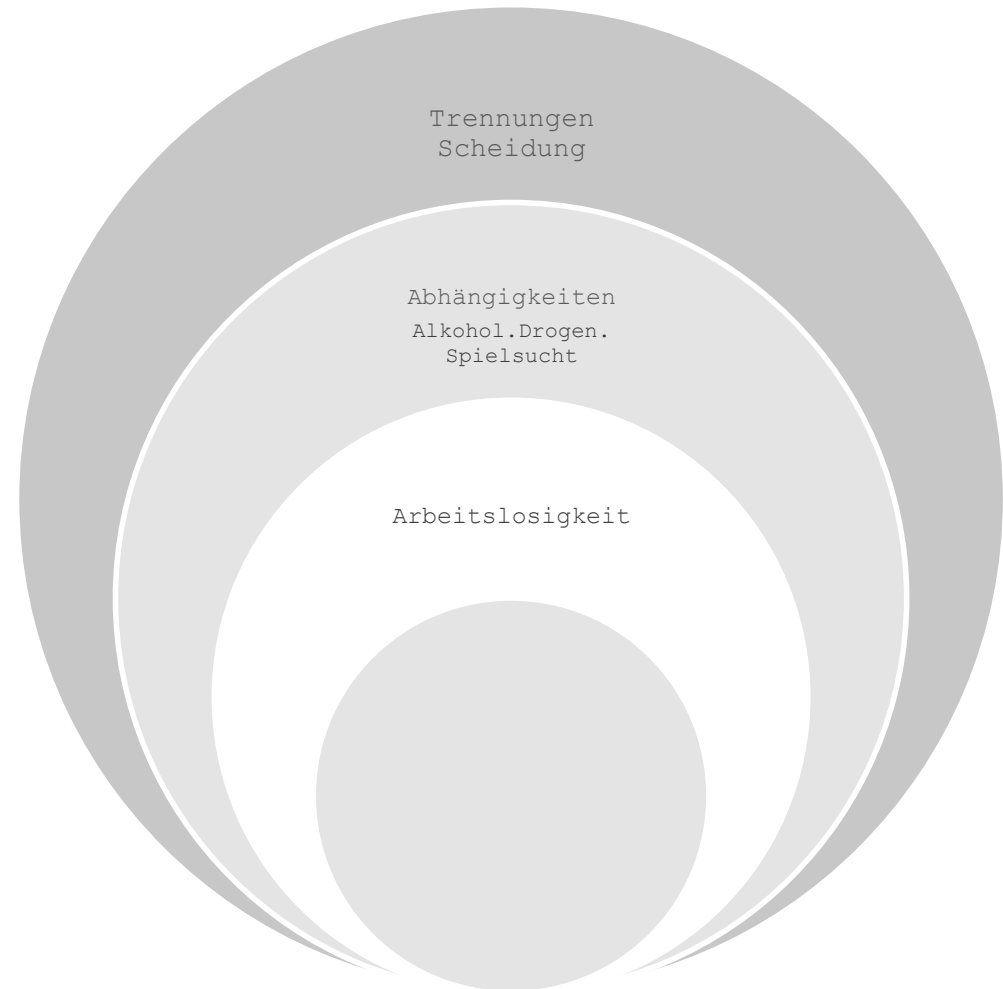 Trennungen
Scheidung
Abhängigkeiten
Alkohol.Drogen.
Spielsucht
Arbeitslosigkeit